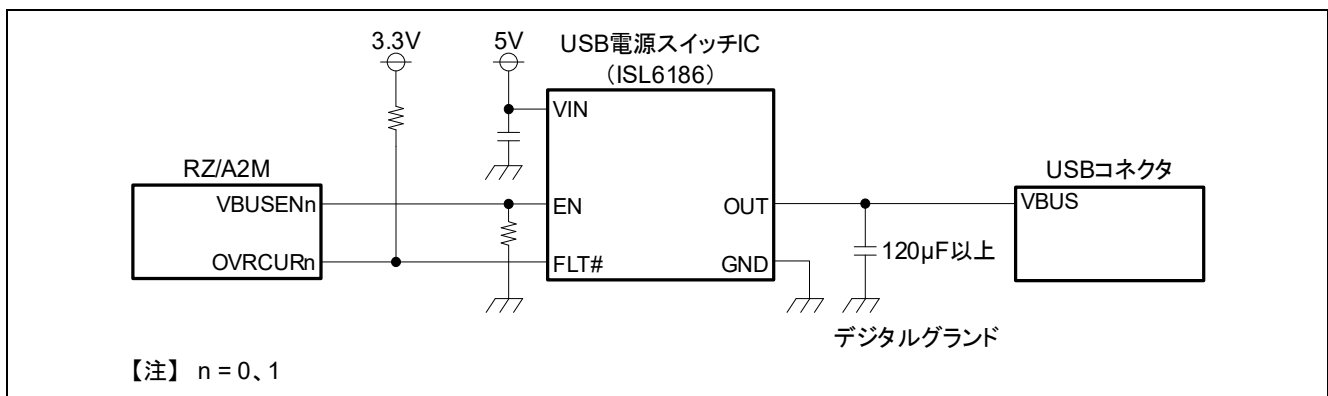 3.3V
5V
USB電源スイッチIC
（ISL6186）
VIN
RZ/A2M
USBコネクタ
VBUSENn
EN
OUT
VBUS
OVRCURn
FLT#
GND
120µF以上
デジタルグランド
【注】 n = 0、1